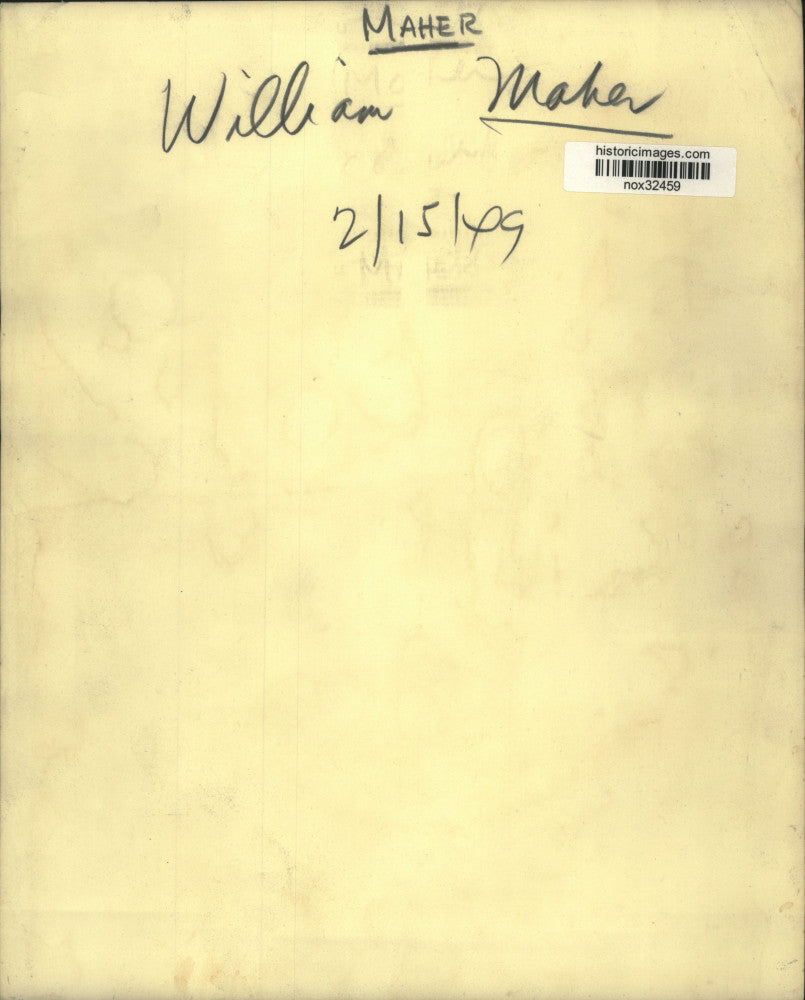 MAHER
William Maher
historicimages.com
nox32459
2/15/49